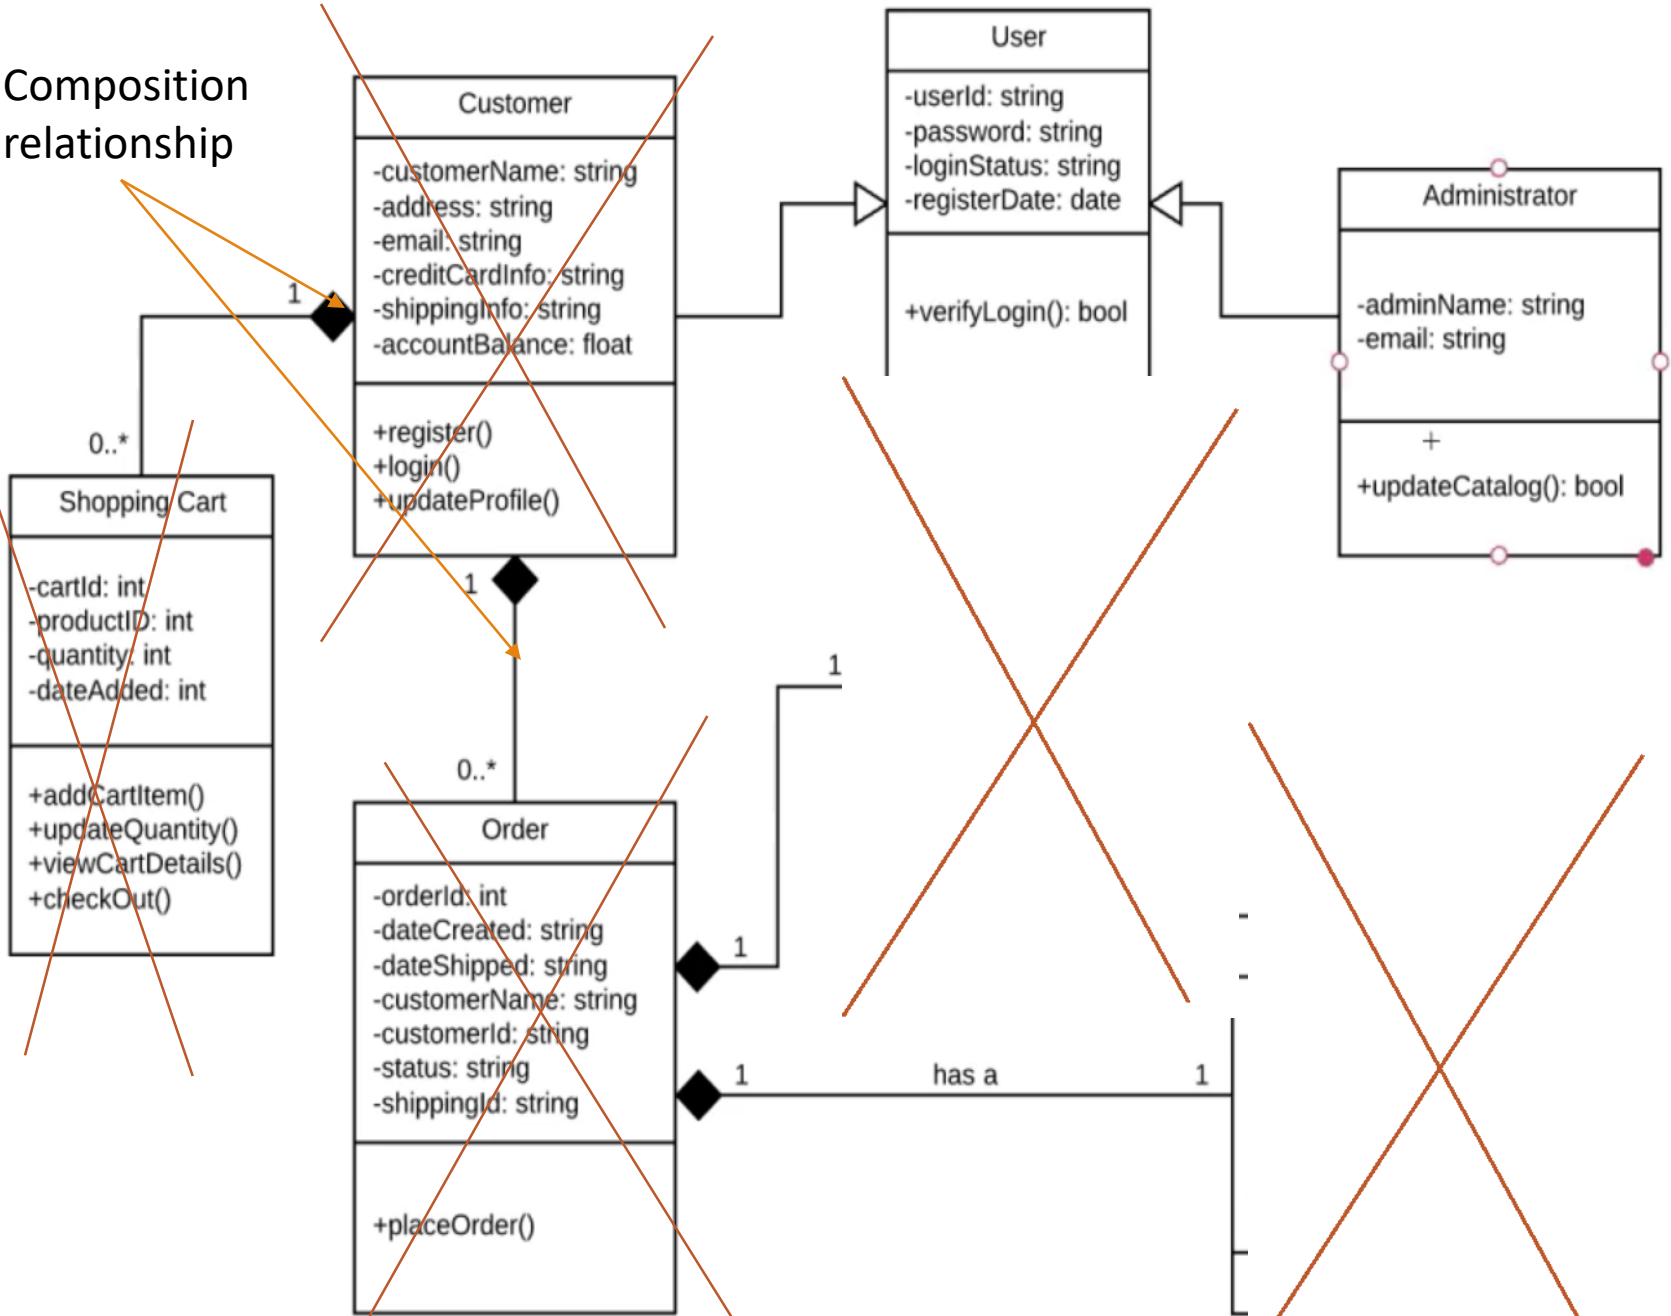 Composition
relationship
Customer
-customerName: string
-address: string
-email: string
-creditCardInfo: string
-shippingInfo: string
-accountBalance: float
+register()
+login()
+updateProfile()
User
-userId: string
-password: string
-loginStatus: string
-registerDate: date
+verifyLogin(): bool
Administrator
-adminName: string
-email: string
+updateCatalog(): bool
1
0..*
Shopping Cart
-cartId: int
-productID: int
-quantity: int
-dateAdded: int
+addCartItem()
+updateQuantity()
+viewCartDetails()
+checkOut()
1
0..*
Order
-orderId: int
-dateCreated: string
-dateShipped: string
-customerName: string
-customerId: string
-status: string
-shippingId: string
+placeOrder()
1
1
1 has a 1